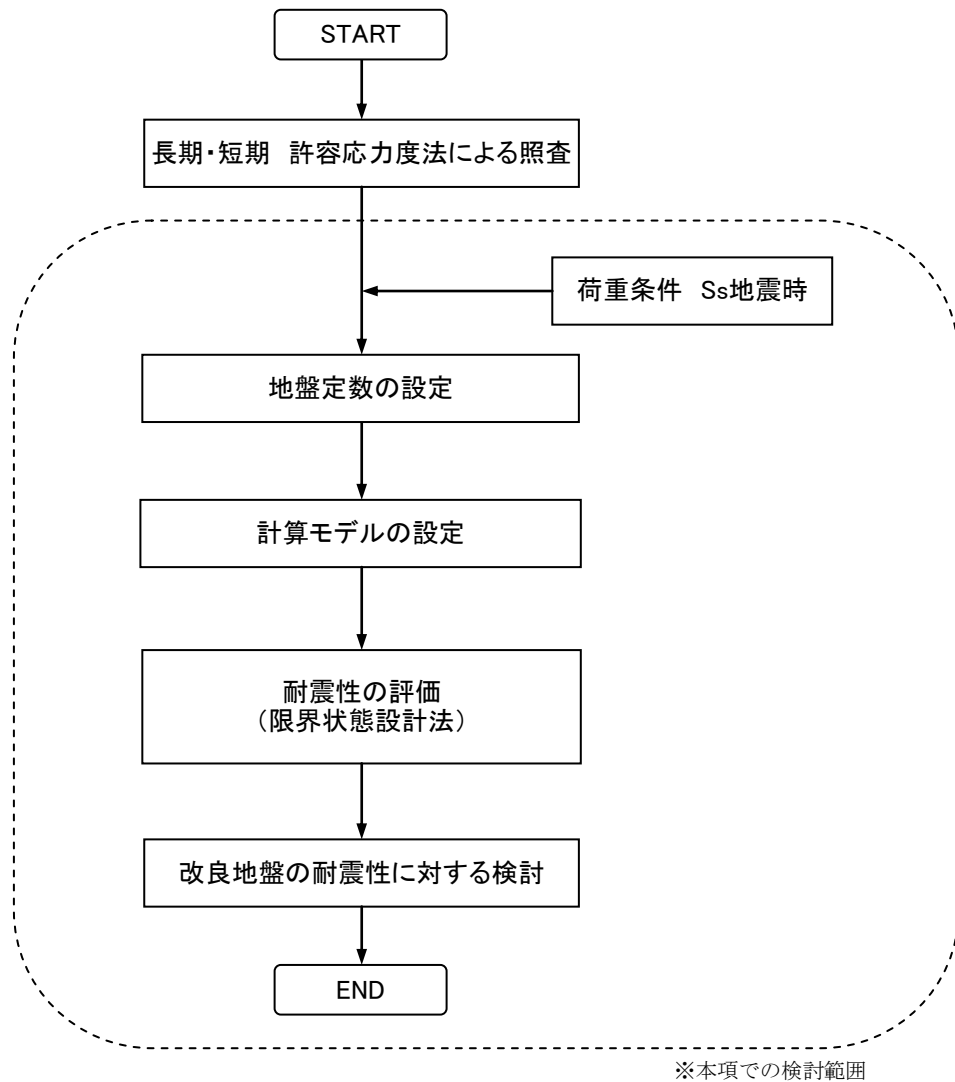 START
長期・短期　許容応力度法による照査
荷重条件　Ss地震時
地盤定数の設定
計算モデルの設定
耐震性の評価
（限界状態設計法）
改良地盤の耐震性に対する検討
END
※本項での検討範囲